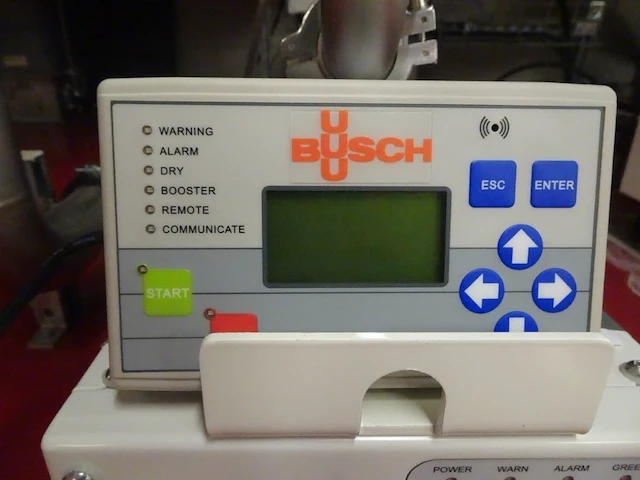 WARNING
ALARM
DRY
BOOSTER
REMOTE
COMMUNICATE
BUSCH
U
U
ESC
ENTER
START
POWER WARN ALARM